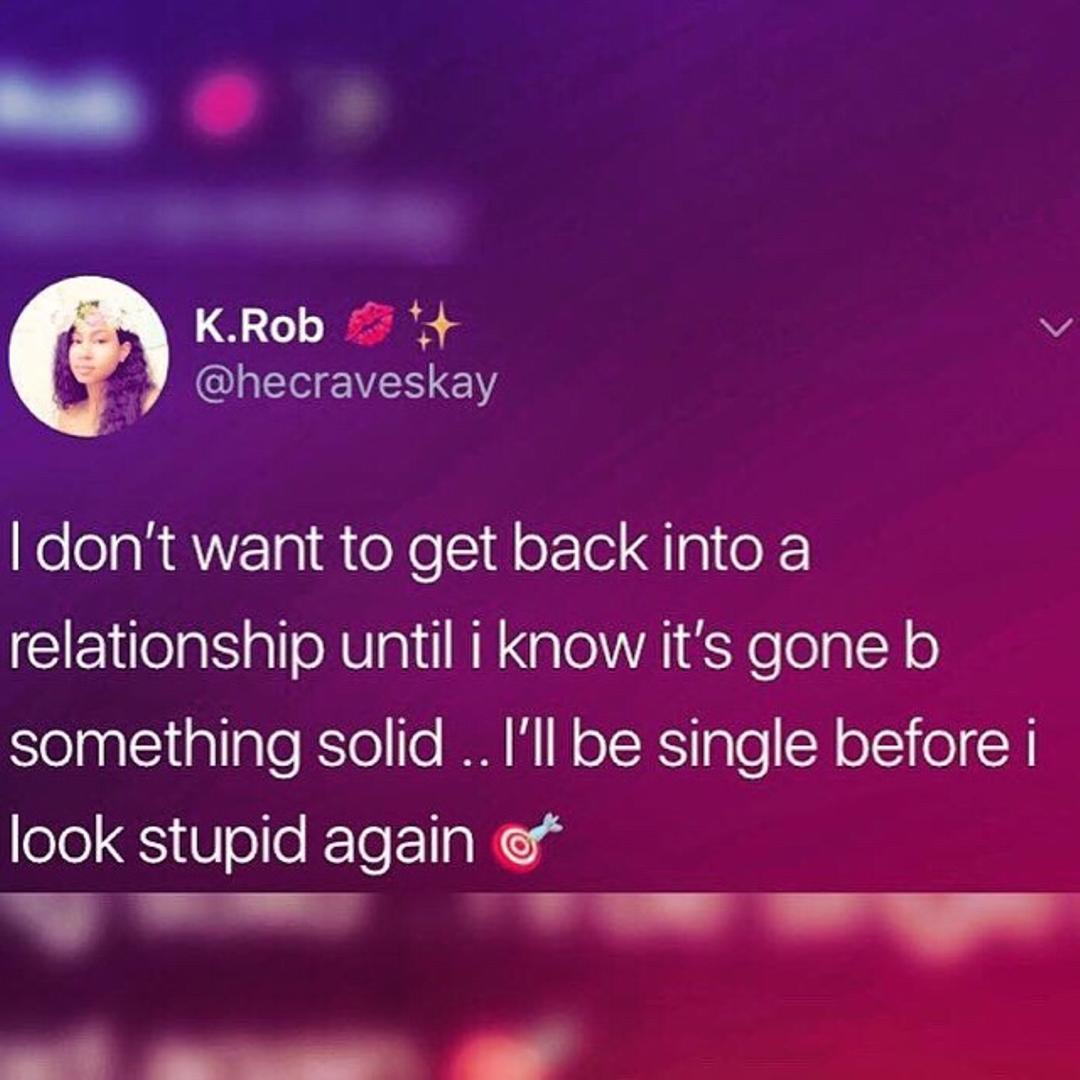 K.Rob 💋✨
@hecraveskay
I don’t want to get back into a
relationship until i know it’s gone b
something solid .. I’ll be single before i
look stupid again 🎯